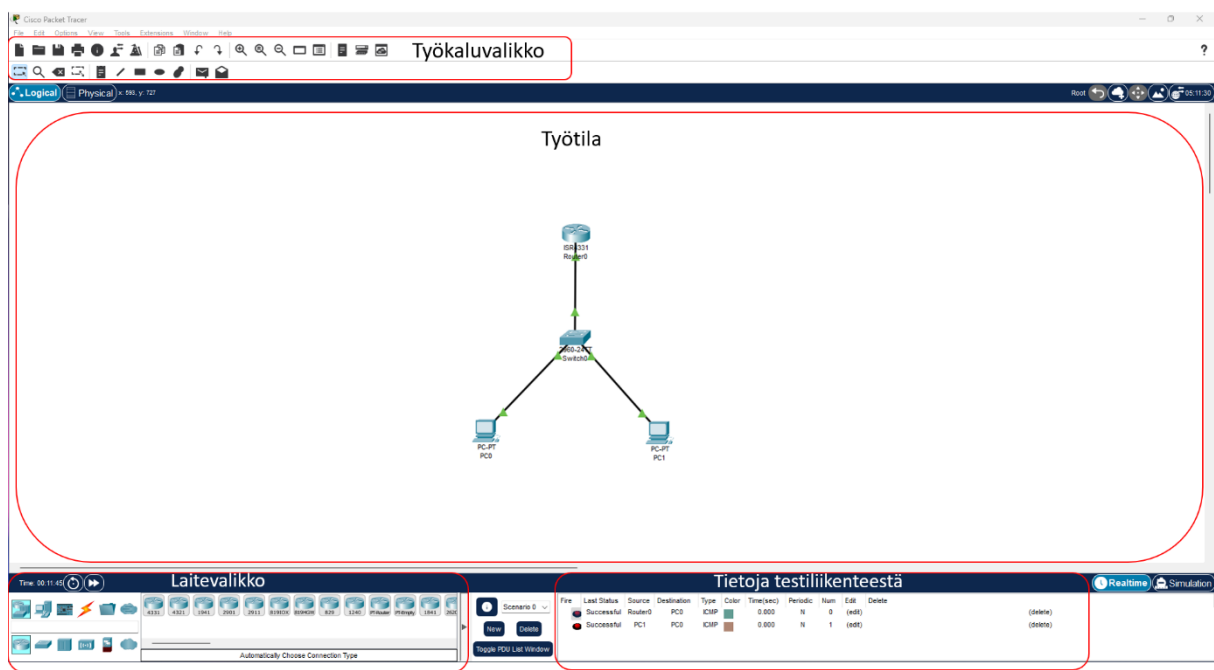 Cisco Packet Tracer
File Edit Options View Tools Extensions Window Help
Työkaluvalikko
?
Logical Physical x: 593, y: 727
Root 05:11:30
Työtila
Router0
Switch0
PC-PT
PC0
PC-PT
PC1
Time: 00:11:45
Laitevalikko
Tietoja testiliikenteestä
Realtime Simulation
4331 4321 1941 2901 2911 819IOX 819HGW 829 1240 PT-Router PT-Empty 1841
Automatically Choose Connection Type
Scenario 0
New Delete
Toggle PDU List Window
Fire Last Status Source Destination Type Color Time(sec) Periodic Num Edit Delete
Successful Router0 PC0 ICMP 0.000 N 0 (edit) (delete)
Successful PC1 PC0 ICMP 0.000 N 1 (edit) (delete)